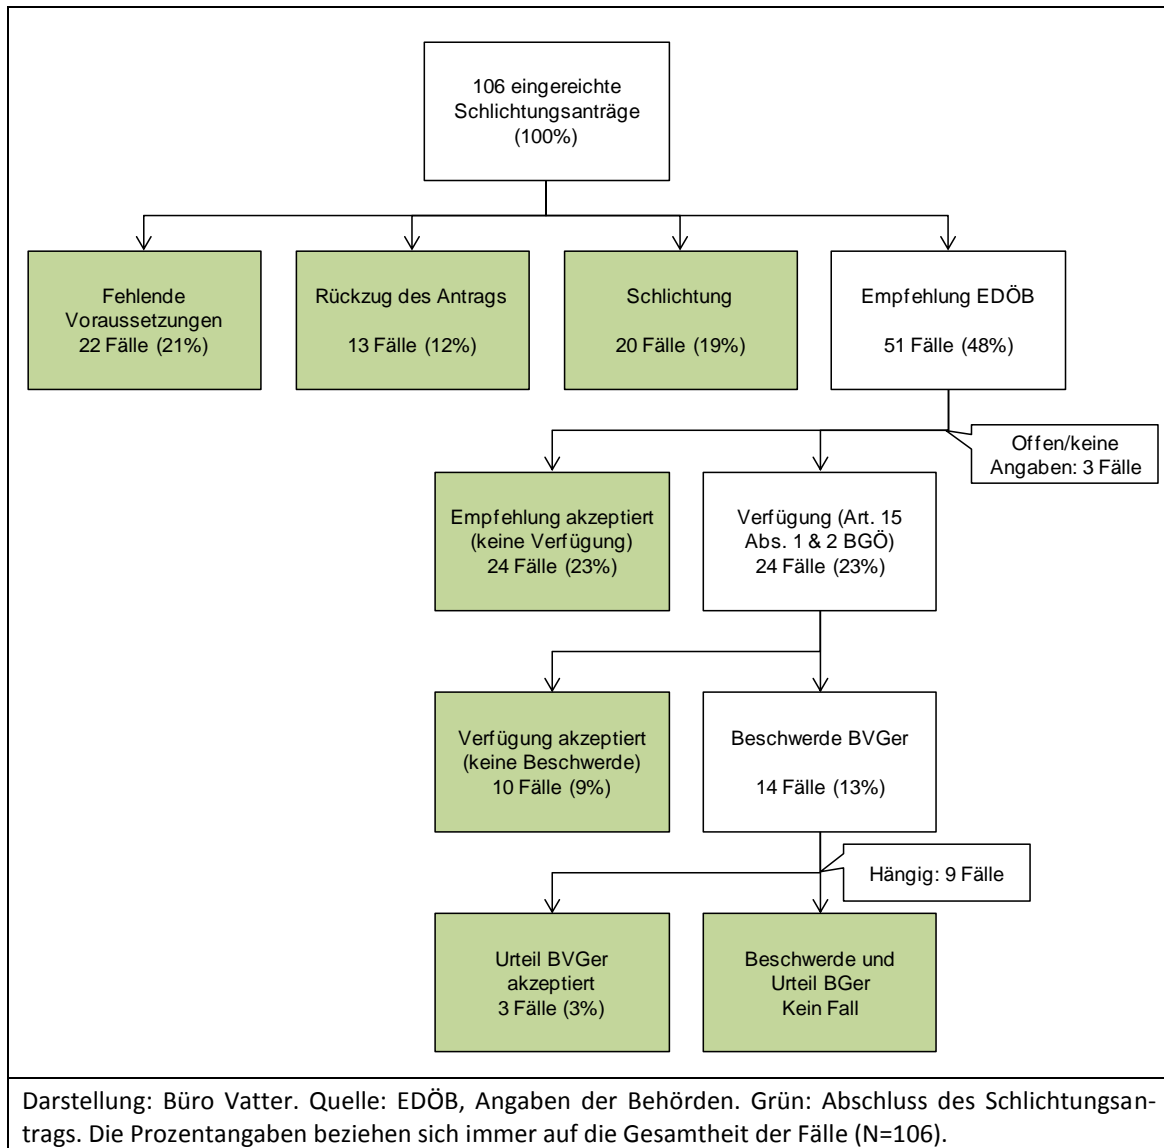 106 eingereichte
Schlichtungsanträge
(100%)
Fehlende
Voraussetzungen
22 Fälle (21%)
Rückzug des Antrags
13 Fälle (12%)
Schlichtung
20 Fälle (19%)
Empfehlung EDÖB
51 Fälle (48%)
Offen/keine
Angaben: 3 Fälle
Empfehlung akzeptiert
(keine Verfügung)
24 Fälle (23%)
Verfügung (Art. 15
Abs. 1 & 2 BGÖ)
24 Fälle (23%)
Verfügung akzeptiert
(keine Beschwerde)
10 Fälle (9%)
Beschwerde BVGer
14 Fälle (13%)
Hängig: 9 Fälle
Urteil BVGer
akzeptiert
3 Fälle (3%)
Beschwerde und
Urteil BGer
Kein Fall
Darstellung: Büro Vatter. Quelle: EDÖB, Angaben der Behörden. Grün: Abschluss des Schlichtungsan-
trags. Die Prozentangaben beziehen sich immer auf die Gesamtheit der Fälle (N=106).